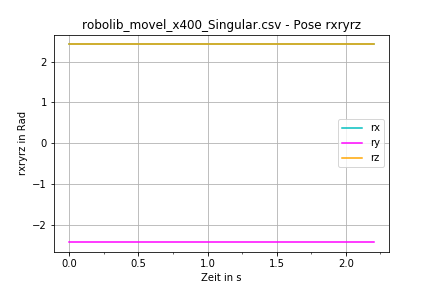 robolib_movel_x400_Singular.csv - Pose rxryrz
rxryrz in Rad
2
1
0
−1
−2
rx
ry
rz
0.0 0.5 1.0 1.5 2.0
Zeit in s